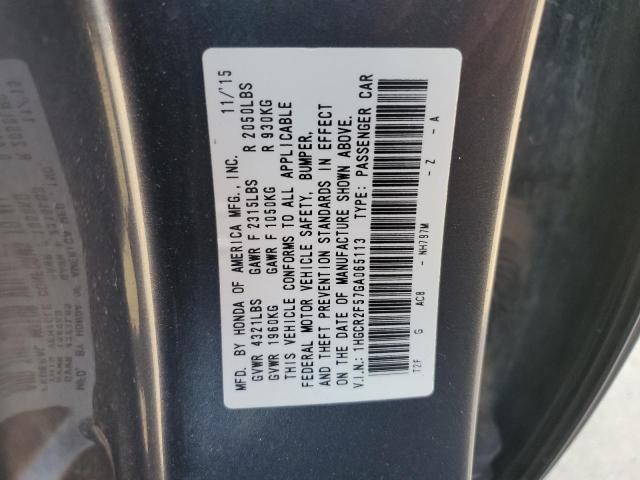 MFD. BY HONDA OF AMERICA MFG., INC. 11/'15
GVWR 4321LBS GAWR F 2315LBS R 2050LBS
GVWR 1960KG GAWR F 1050KG R 930KG
THIS VEHICLE CONFORMS TO ALL APPLICABLE
FEDERAL MOTOR VEHICLE SAFETY, BUMPER,
AND THEFT PREVENTION STANDARDS IN EFFECT
ON THE DATE OF MANUFACTURE SHOWN ABOVE.
V.I.N.: 1HGCR2F57GA065113 TYPE: PASSENGER CAR
T2F G AC8 - NH797M - Z - A